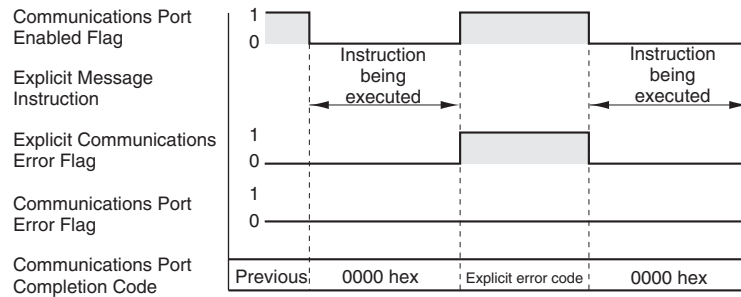 Communications Port
Enabled Flag
1
0
Instruction
being
executed
Instruction
being
executed
Explicit Message
Instruction
Explicit Communications
Error Flag
1
0
Communications Port
Error Flag
1
0
Communications Port
Completion Code
Previous
0000 hex
Explicit error code
0000 hex